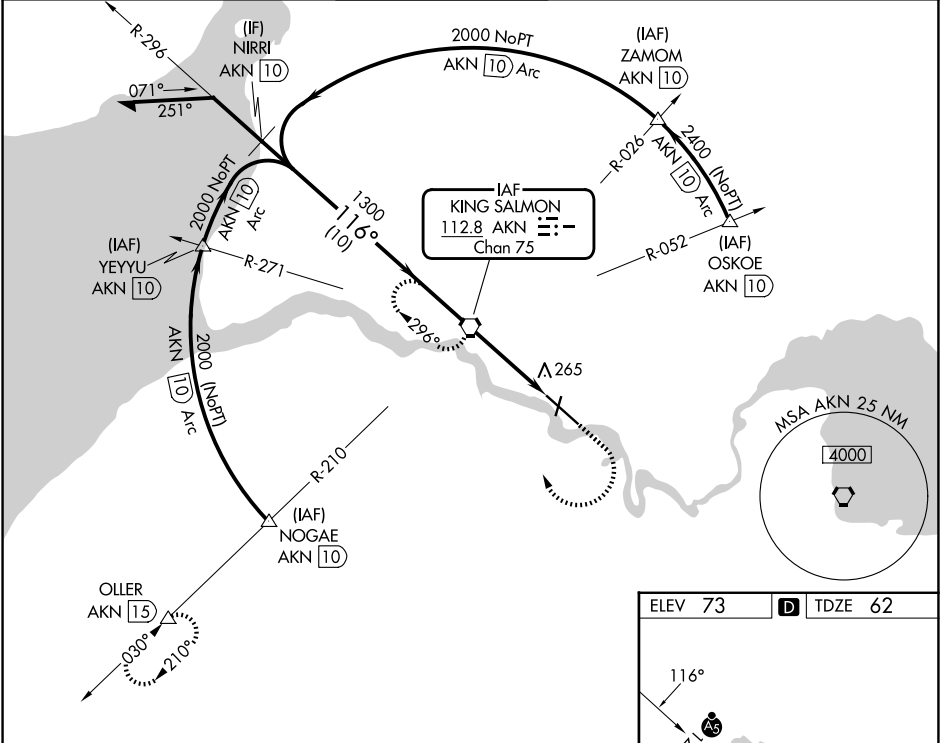 R-296
(IF)
NIRRI
AKN 10
071°
251°
2000 NoPT
AKN 10 Arc
(IAF)
ZAMOM
AKN 10
R-026
2400 (NoPT)
AKN 10 Arc
R-052
(IAF)
OSKOE
AKN 10
2000 NoPT
AKN 10 Arc
(IAF)
YEYYU
AKN 10
R-271
1300
116°
(10)
IAF
KING SALMON
112.8 AKN
Chan 75
296°
265
2000 (NoPT)
AKN 10 Arc
R-210
(IAF)
NOGAE
AKN 10
OLLER
AKN 15
030°
210°
MSA AKN 25 NM
4000
ELEV 73 D TDZE 62
116°
A5
12